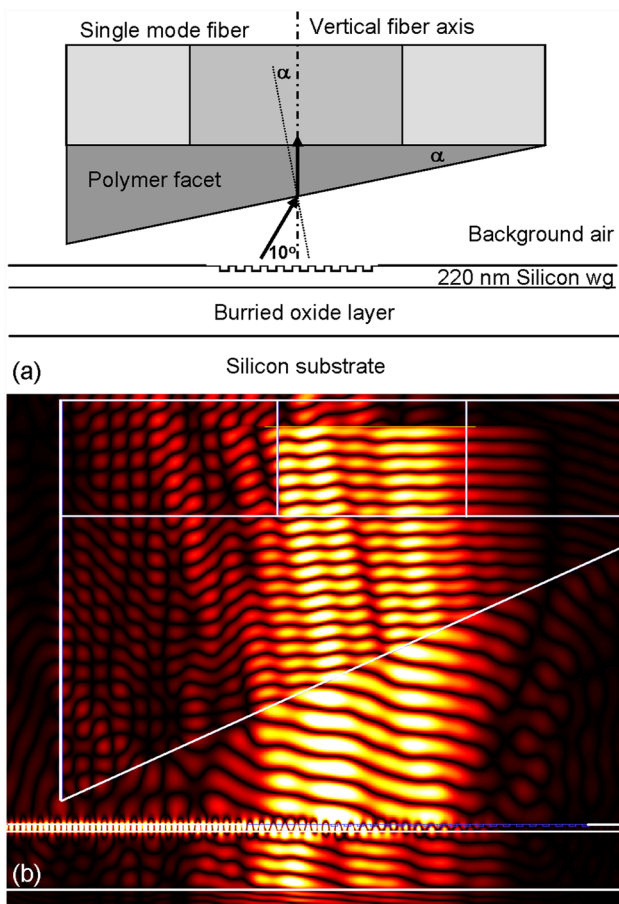 Single mode fiber
Vertical fiber axis
α
α
Polymer facet
10°
Background air
220 nm Silicon wg
Burried oxide layer
Silicon substrate
(a)
(b)